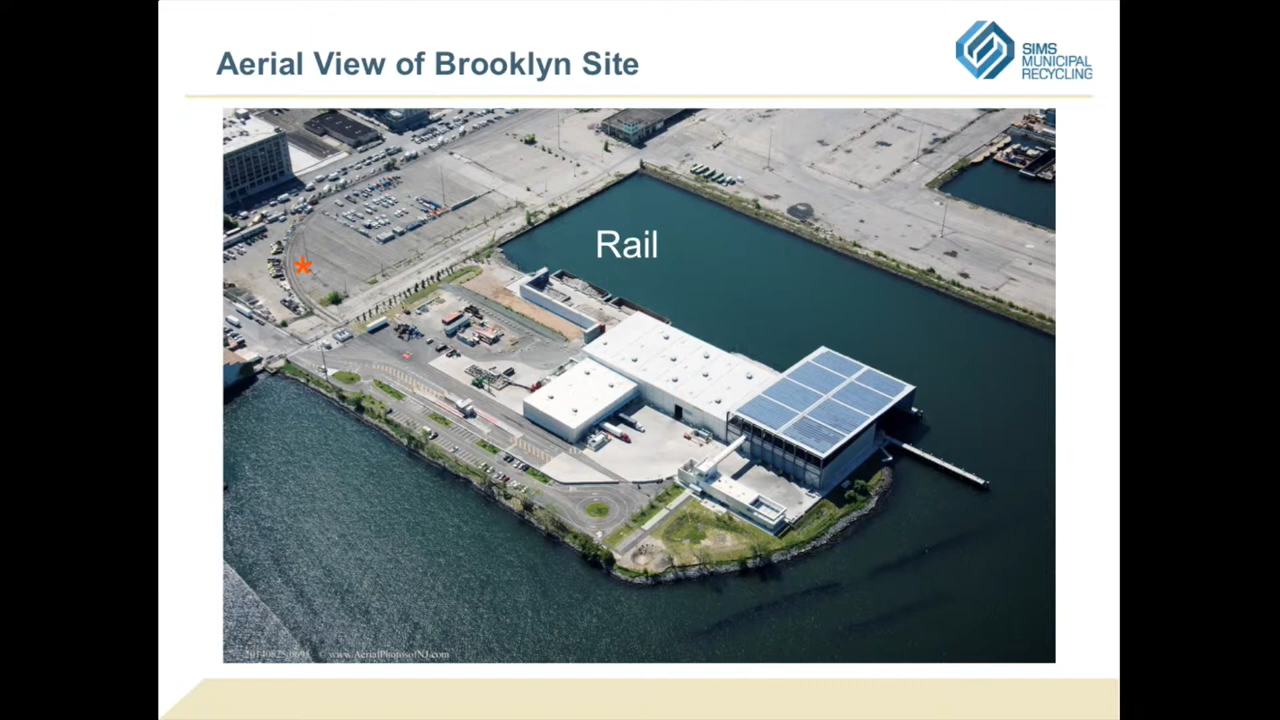 Aerial View of Brooklyn Site
SIMS
MUNICIPAL
RECYCLING
Rail
*
© www.AerialPhotosofNJ.com